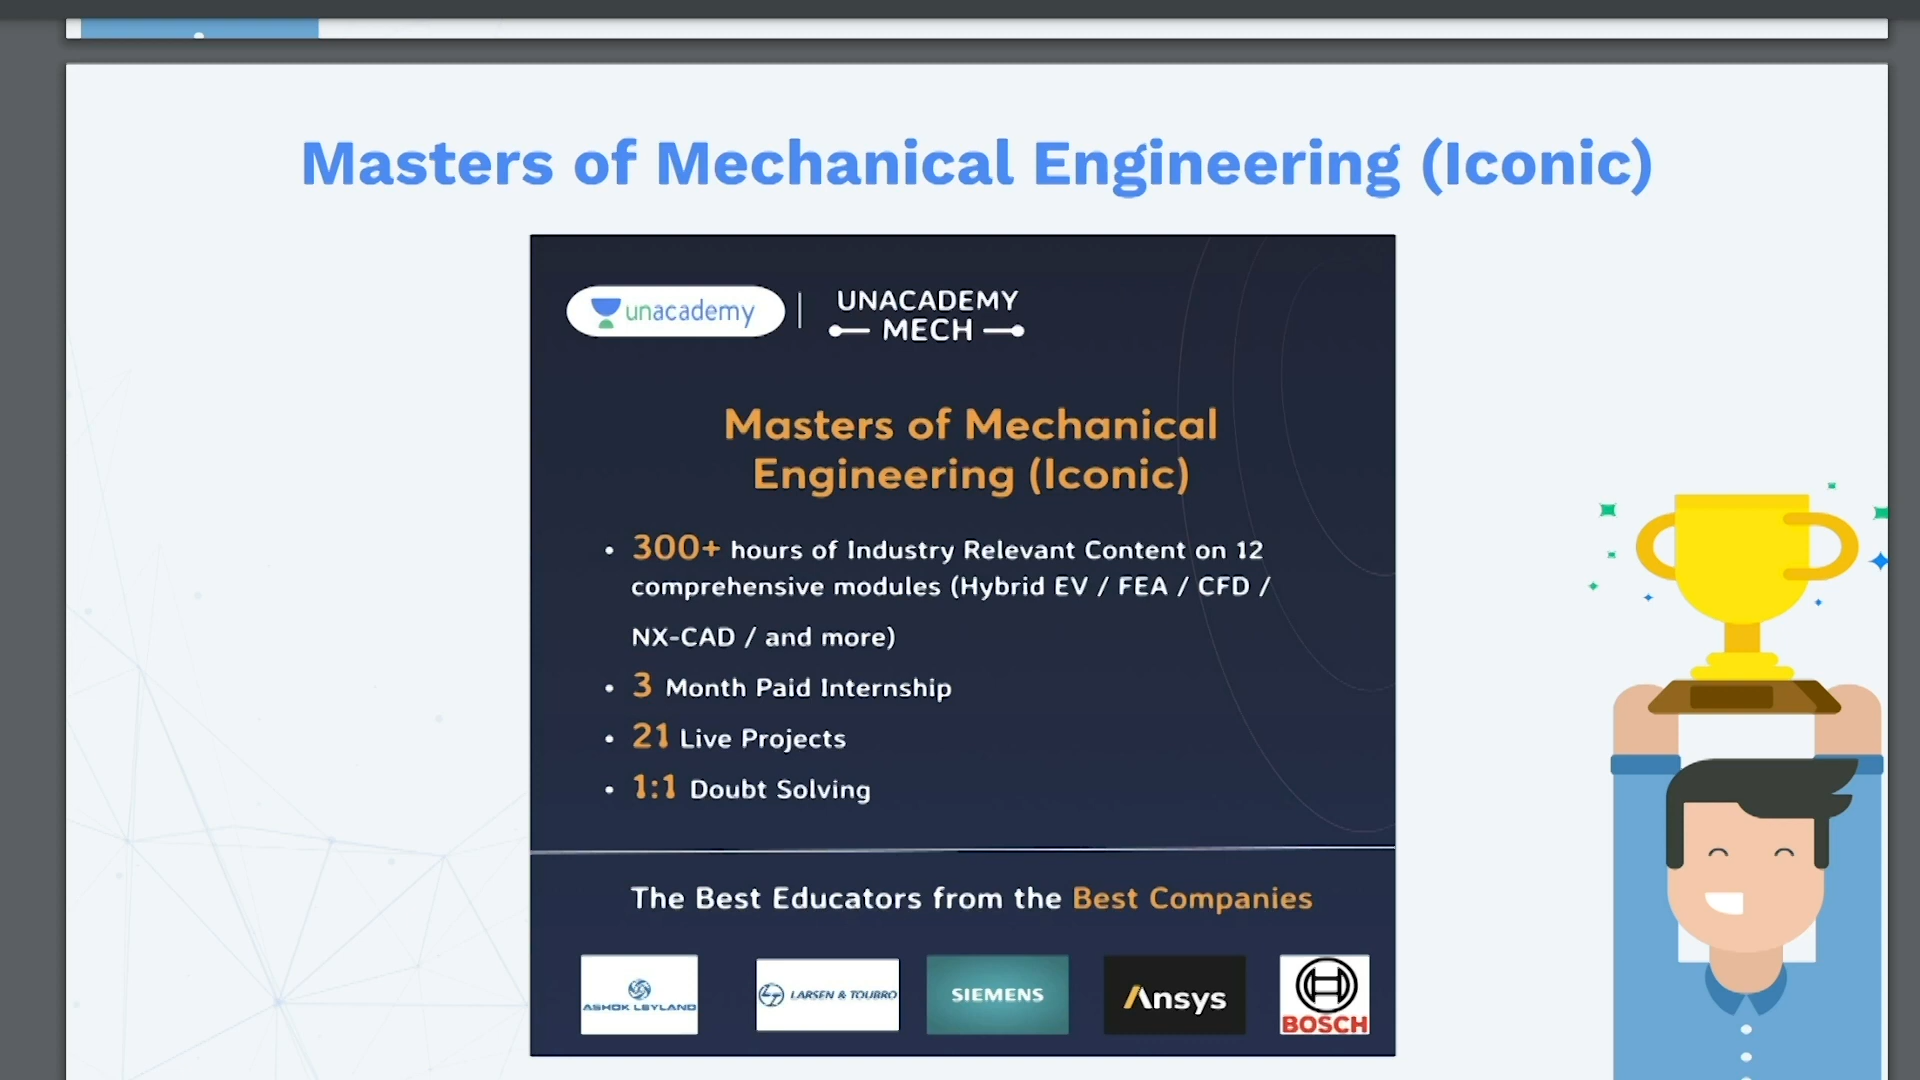 Masters of Mechanical Engineering (Iconic)
unacademy
UNACADEMY
MECH
Masters of Mechanical
Engineering (Iconic)
• 300+ hours of Industry Relevant Content on 12
comprehensive modules (Hybrid EV / FEA / CFD /
NX-CAD / and more)
• 3 Month Paid Internship
• 21 Live Projects
• 1:1 Doubt Solving
The Best Educators from the Best Companies
ASHOK LEYLAND
LARSEN & TOUBRO
SIEMENS
Ansys
BOSCH